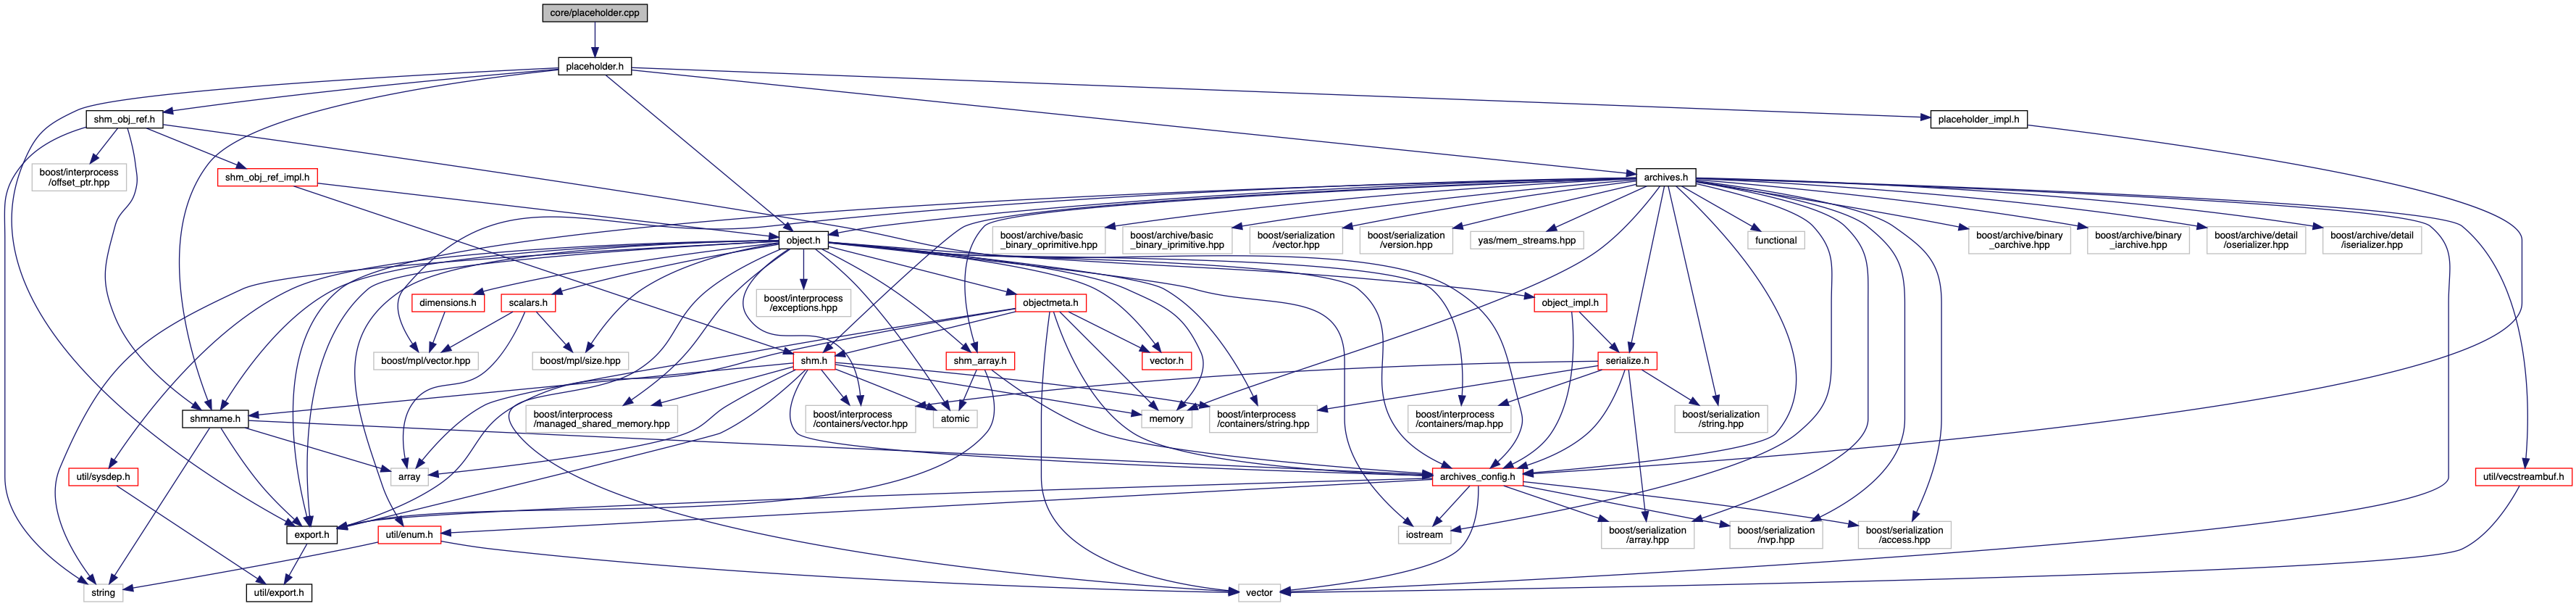 core/placeholder.cpp
placeholder.h
shm_obj_ref.h
placeholder_impl.h
boost/interprocess
/offset_ptr.hpp
shm_obj_ref_impl.h
archives.h
object.h
boost/archive/basic
_binary_oprimitive.hpp
boost/archive/basic
_binary_iprimitive.hpp
boost/serialization
/vector.hpp
boost/serialization
/version.hpp
yas/mem_streams.hpp
functional
boost/archive/binary
_oarchive.hpp
boost/archive/binary
_iarchive.hpp
boost/archive/detail
/oserializer.hpp
boost/archive/detail
/iserializer.hpp
dimensions.h
scalars.h
boost/interprocess
/exceptions.hpp
objectmeta.h
object_impl.h
boost/mpl/vector.hpp
boost/mpl/size.hpp
shm.h
shm_array.h
vector.h
serialize.h
shmname.h
boost/interprocess
/managed_shared_memory.hpp
boost/interprocess
/containers/vector.hpp
atomic
memory
boost/interprocess
/containers/string.hpp
boost/interprocess
/containers/map.hpp
boost/serialization
/string.hpp
util/sysdep.h
array
archives_config.h
util/vecstreambuf.h
export.h
util/enum.h
iostream
boost/serialization
/array.hpp
boost/serialization
/nvp.hpp
boost/serialization
/access.hpp
string
util/export.h
vector